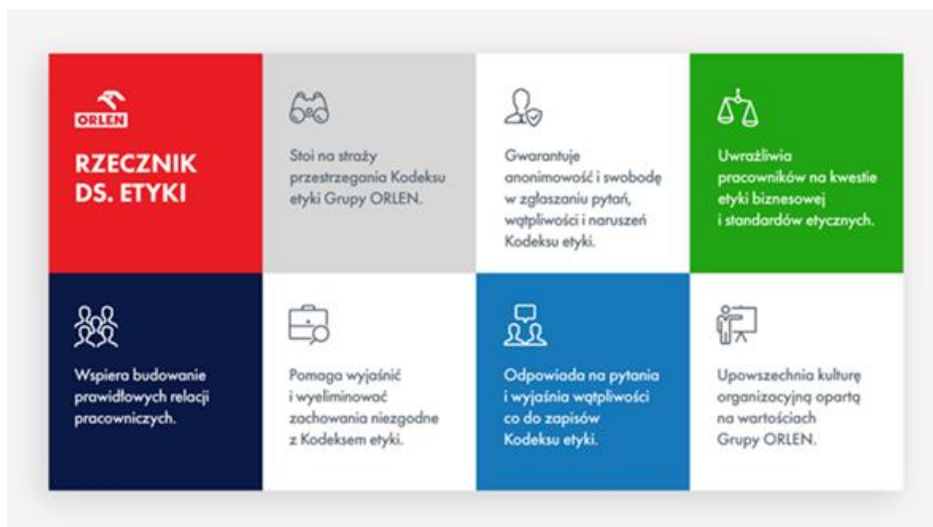 ORLEN
RZECZNIK
DS. ETYKI
Stoi na straży
przestrzegania Kodeksu
etyki Grupy ORLEN.
Gwarantuje
anonimowość i swobodę
w zgłaszaniu pytań,
wątpliwości i naruszeń
Kodeksu etyki.
Uwrażliwia
pracowników na kwestie
etyki biznesowej
i standardów etycznych.
Wspiera budowanie
prawidłowych relacji
pracowniczych.
Pomaga wyjaśnić
i wyeliminować
zachowania niezgodne
z Kodeksem etyki.
Odpowiada na pytania
i wyjaśnia wątpliwości
co do zapisów
Kodeksu etyki.
Upowszechnia kulturę
organizacyjną opartą
na wartościach
Grupy ORLEN.